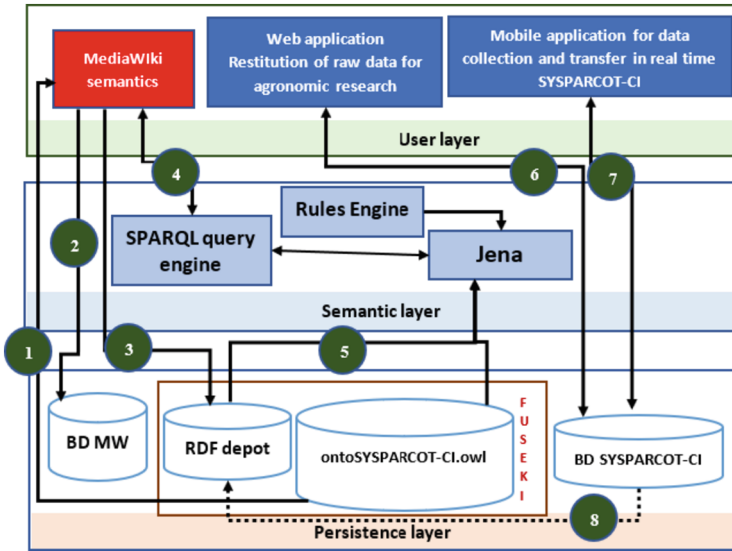 MediaWIki
semantics
Web application
Restitution of raw data for
agronomic research
Mobile application for data
collection and transfer in real time
SYSPARCOT-CI
User layer
4
6
7
2
Rules Engine
SPARQL query
engine
Jena
Semantic layer
1
3
5
BD MW
RDF depot
ontoSYSPARCOT-CI.owl
FUSEKI
BD SYSPARCOT-CI
8
Persistence layer